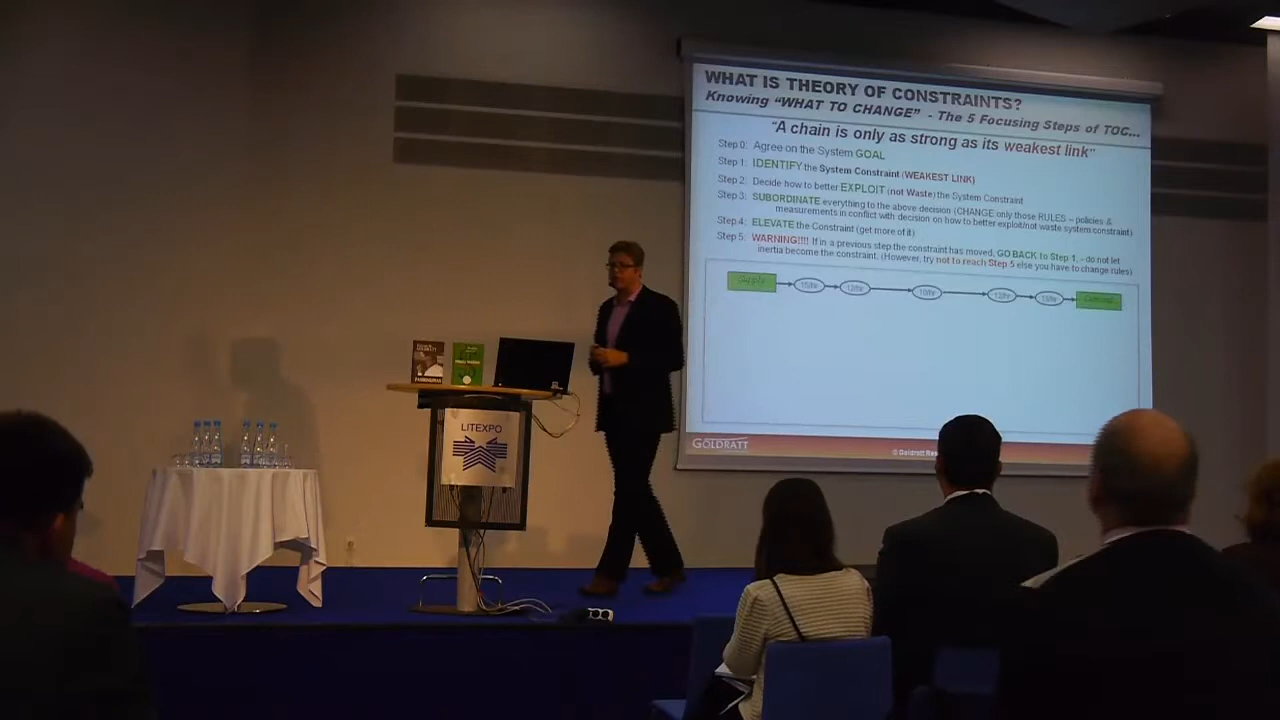 WHAT IS THEORY OF CONSTRAINTS?
Knowing "WHAT TO CHANGE" - The 5 Focusing Steps of TOC...
"A chain is only as strong as its weakest link"
Step 0: Agree on the System GOAL
Step 1: IDENTIFY the System Constraint (WEAKEST LINK)
Step 2: Decide how to better EXPLOIT (not Waste) the System Constraint
Step 3: SUBORDINATE everything to the above decision (CHANGE only those RULES – policies &
measurements in conflict with decision on how to better exploit/not waste system constraint)
Step 4: ELEVATE the Constraint (get more of it)
Step 5: WARNING!!!! If in a previous step the constraint has moved, GO BACK to Step 1, - do not let
inertia become the constraint. (However, try not to reach Step 5 else you have to change rules)
Supply
GOLDRATT
© Goldratt
LITEXPO